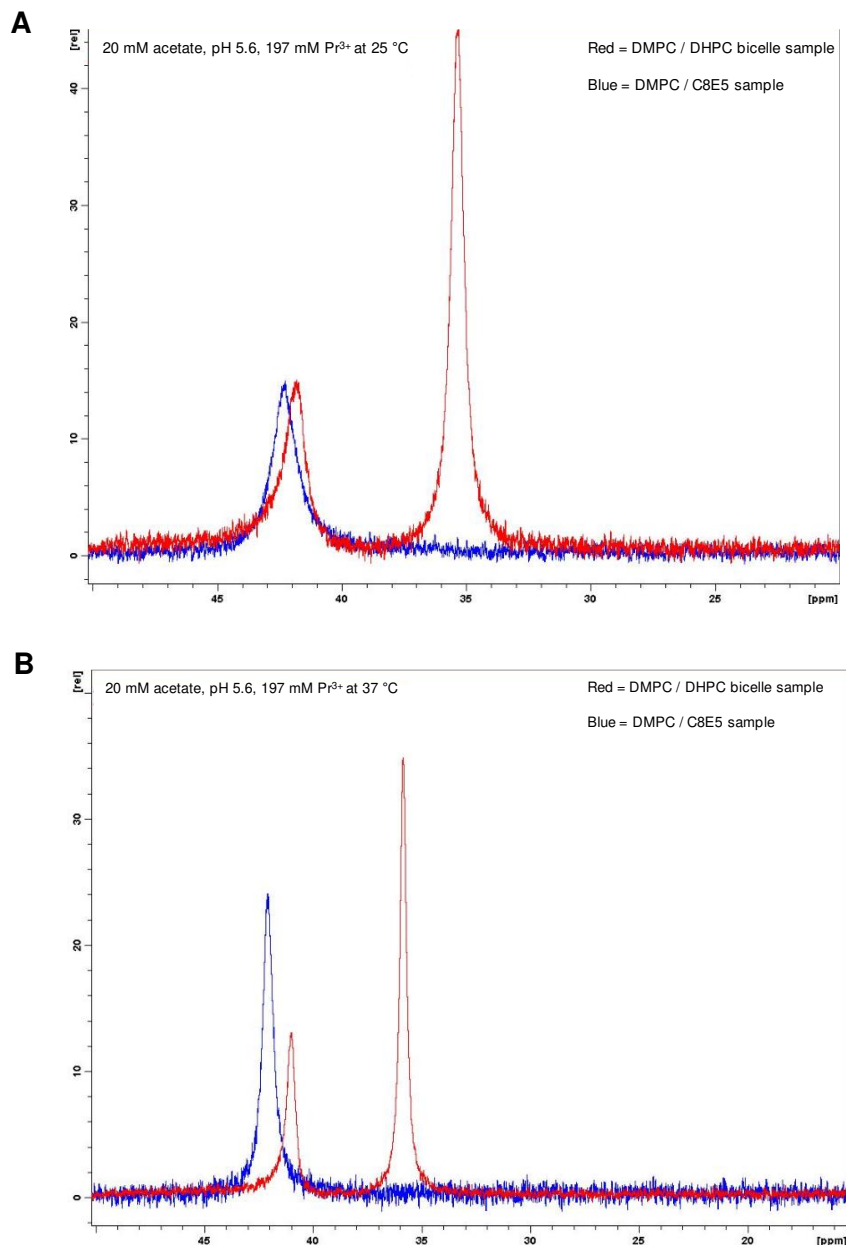 A
[rel]
20 mM acetate, pH 5.6, 197 mM Pr³⁺ at 25 °C
Red = DMPC / DHPC bicelle sample
Blue = DMPC / C8E5 sample
40
30
20
10
0
45 40 35 30 25 [ppm]
B
[rel]
20 mM acetate, pH 5.6, 197 mM Pr³⁺ at 37 °C
Red = DMPC / DHPC bicelle sample
Blue = DMPC / C8E5 sample
30
20
10
0
45 40 35 30 25 20 [ppm]